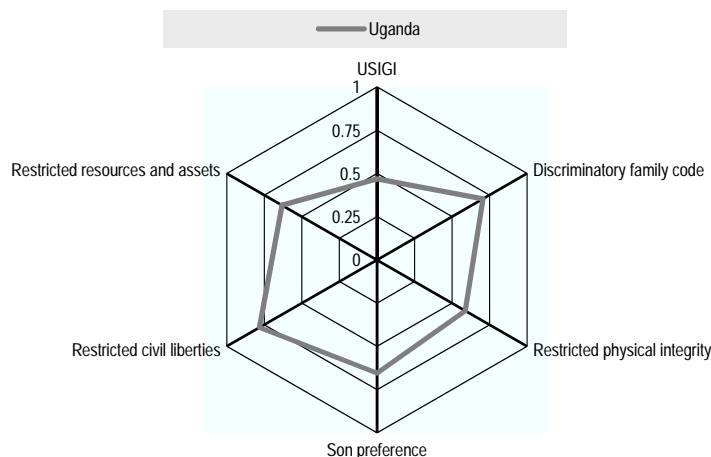 Uganda
USIGI
1
0.75
Restricted resources and assets
0.5
Discriminatory family code
0.25
0
Restricted civil liberties
Restricted physical integrity
Son preference